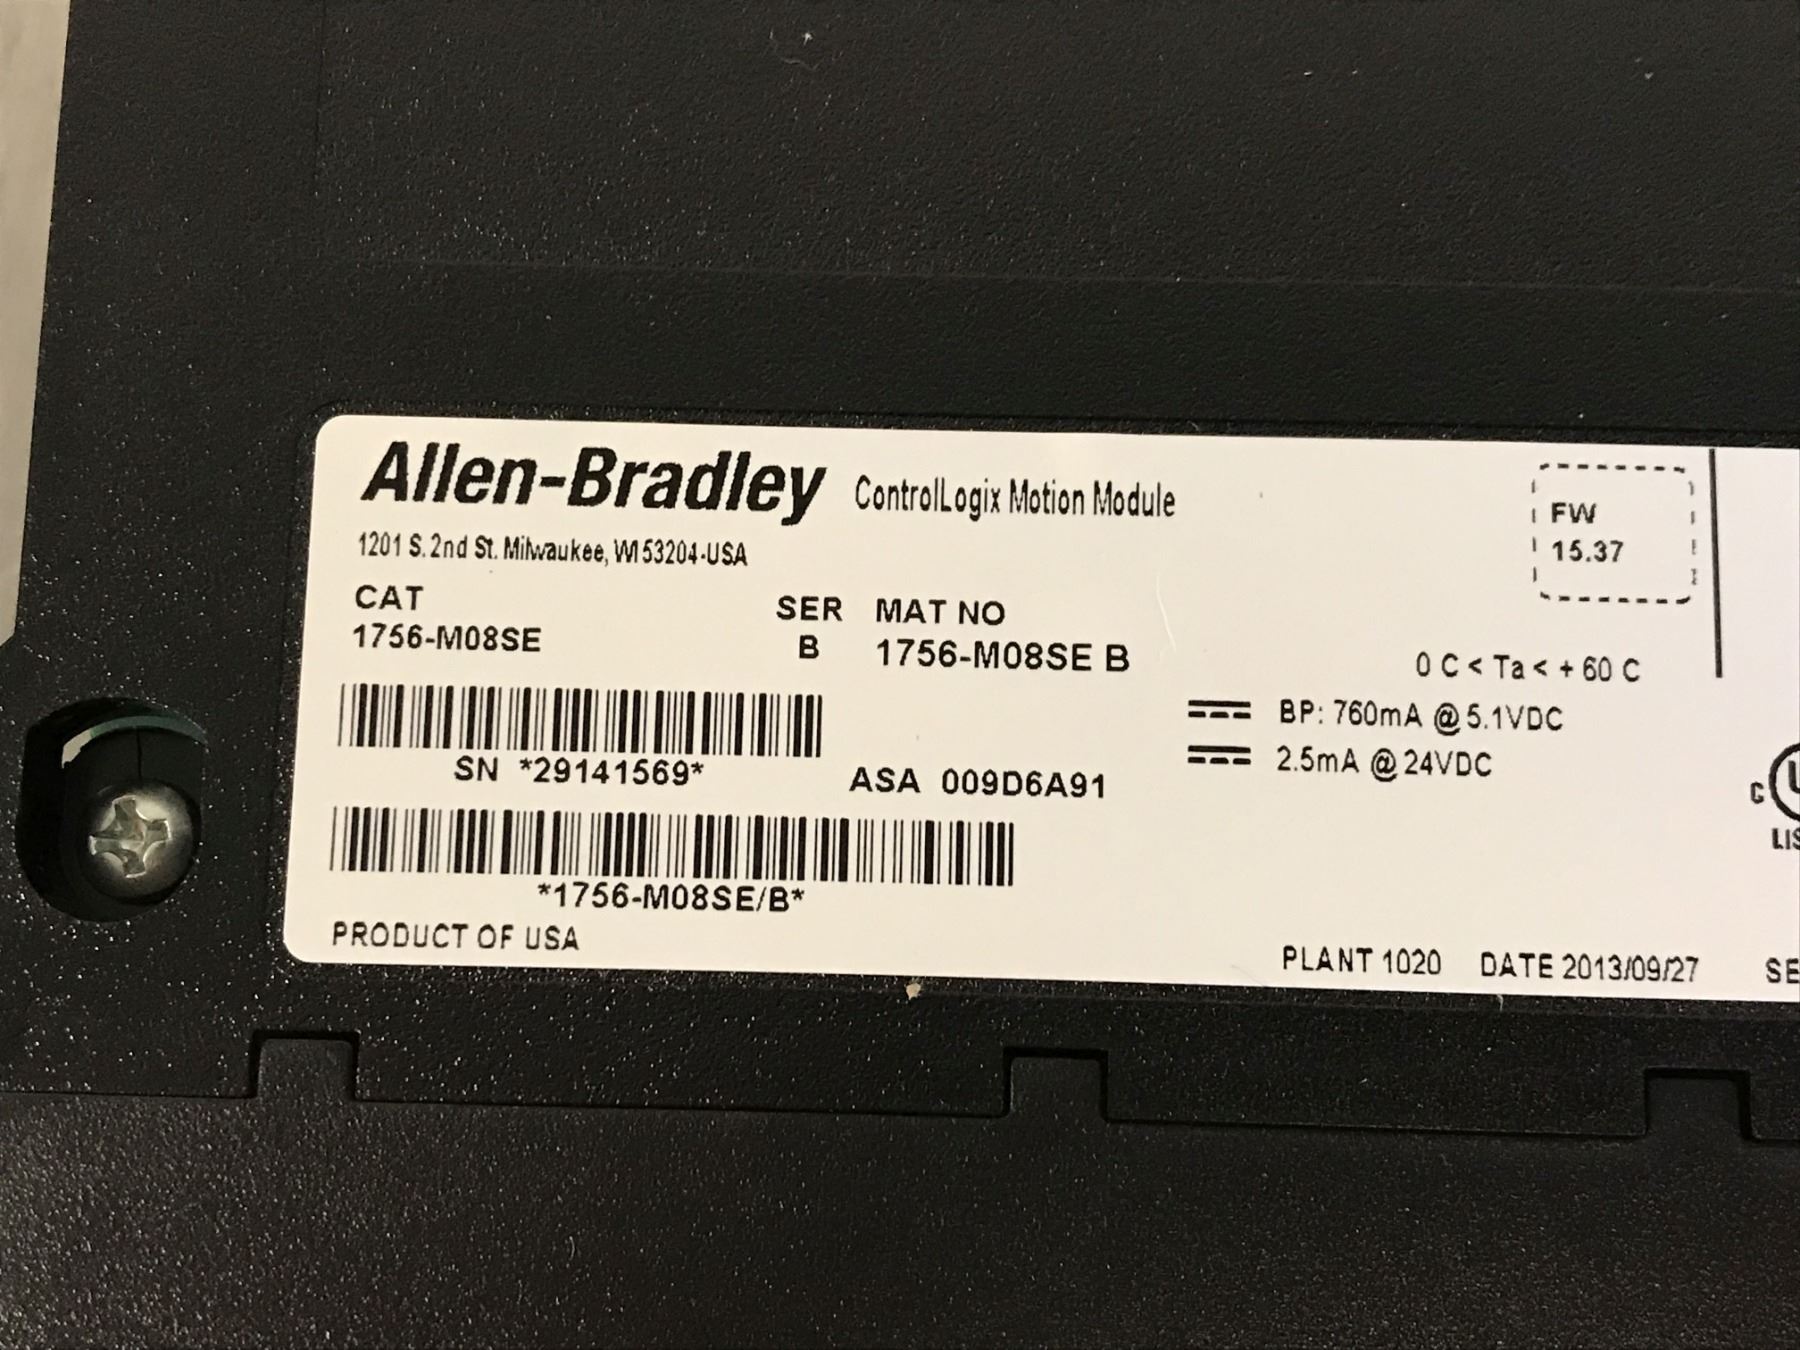 Allen-Bradley ControlLogix Motion Module
1201 S. 2nd St. Milwaukee, WI 53204-USA
FW
15.37
CAT SER MAT NO
1756-M08SE B 1756-M08SE B
0 C < Ta < + 60 C
BP: 760mA @ 5.1VDC
2.5mA @ 24VDC
SN *29141569* ASA 009D6A91
*1756-M08SE/B*
PRODUCT OF USA
PLANT 1020 DATE 2013/09/27
C